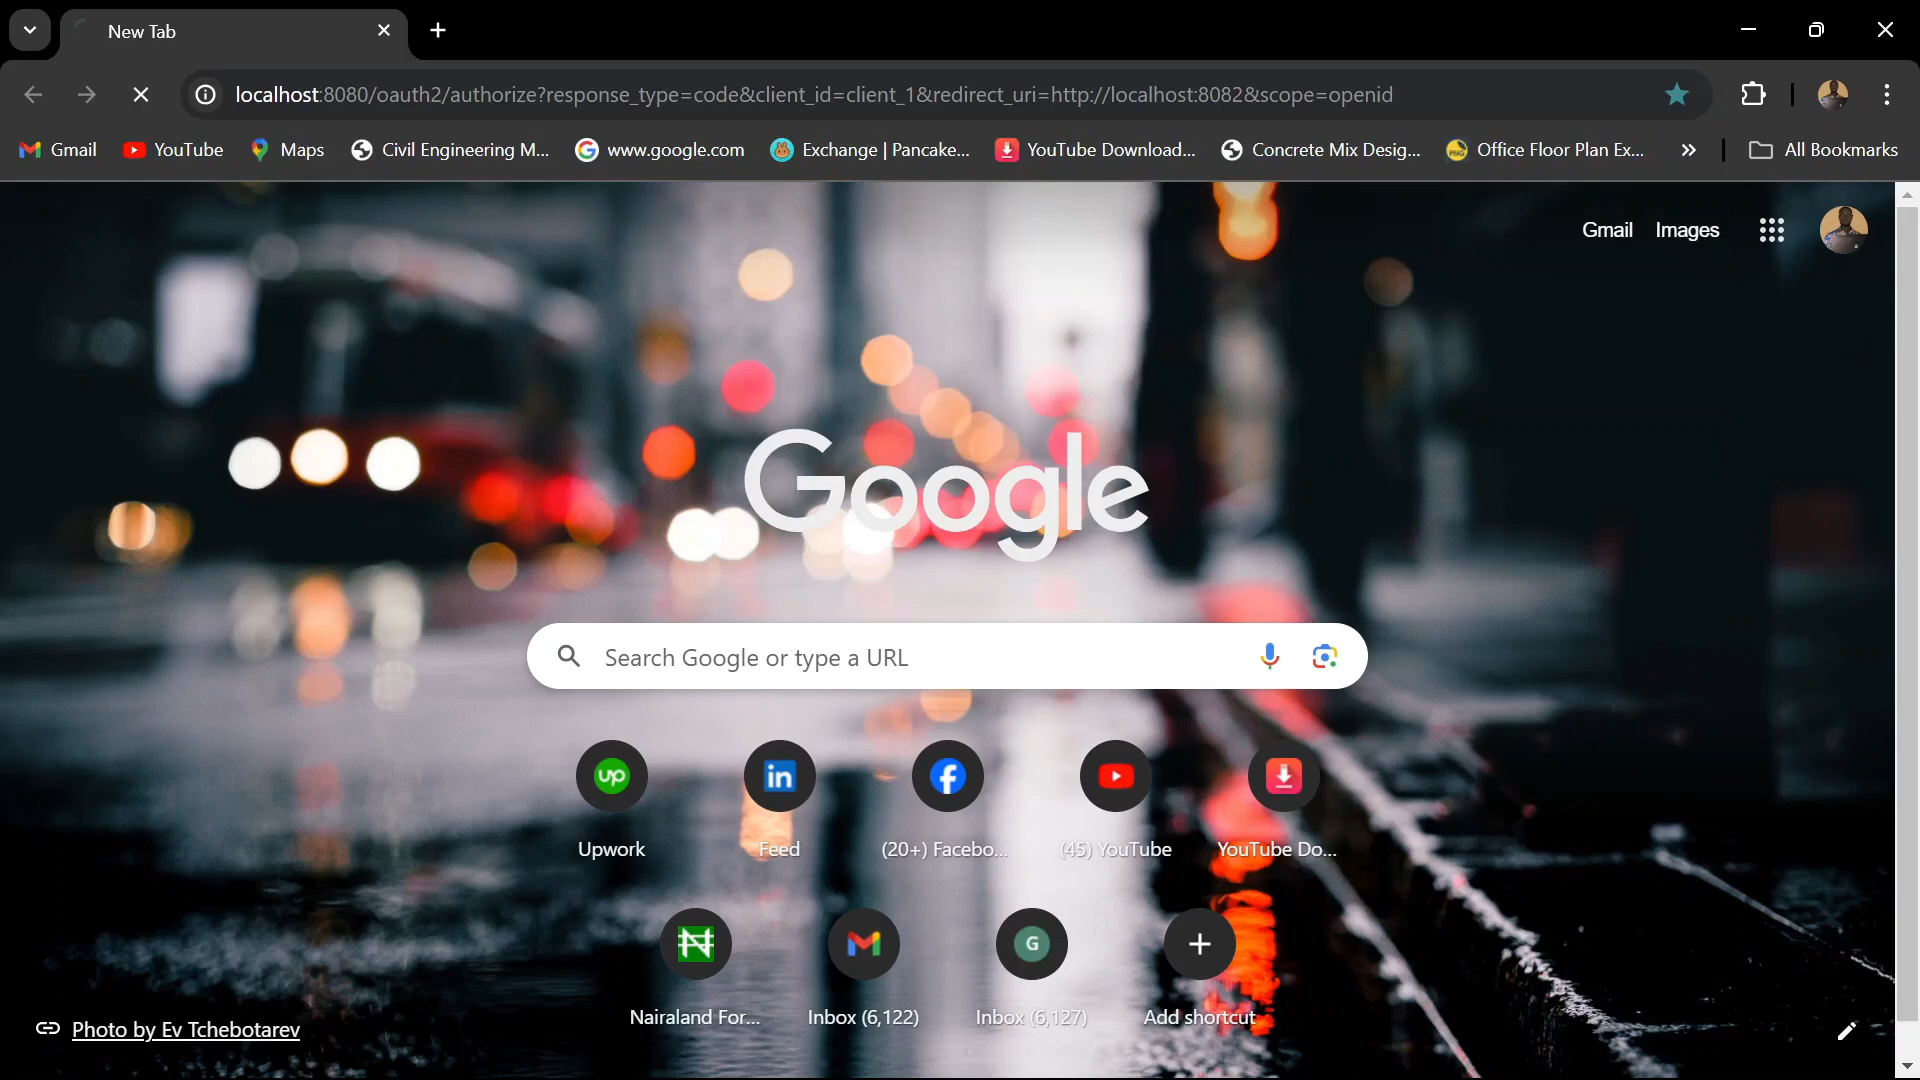 New Tab
localhost:8080/oauth2/authorize?response_type=code&client_id=client_1&redirect_uri=http://localhost:8082&scope=openid
Gmail YouTube Maps Civil Engineering M... www.google.com Exchange | Pancake... YouTube Download... Concrete Mix Desig... Office Floor Plan Ex... » All Bookmarks
Gmail Images
Google
Search Google or type a URL
up in
Upwork Feed (20+) Facebo... (45) YouTube YouTube Do...
G
Nairaland For... Inbox (6,122) Inbox (6,127) Add shortcut
Photo by Ev Tchebotarev